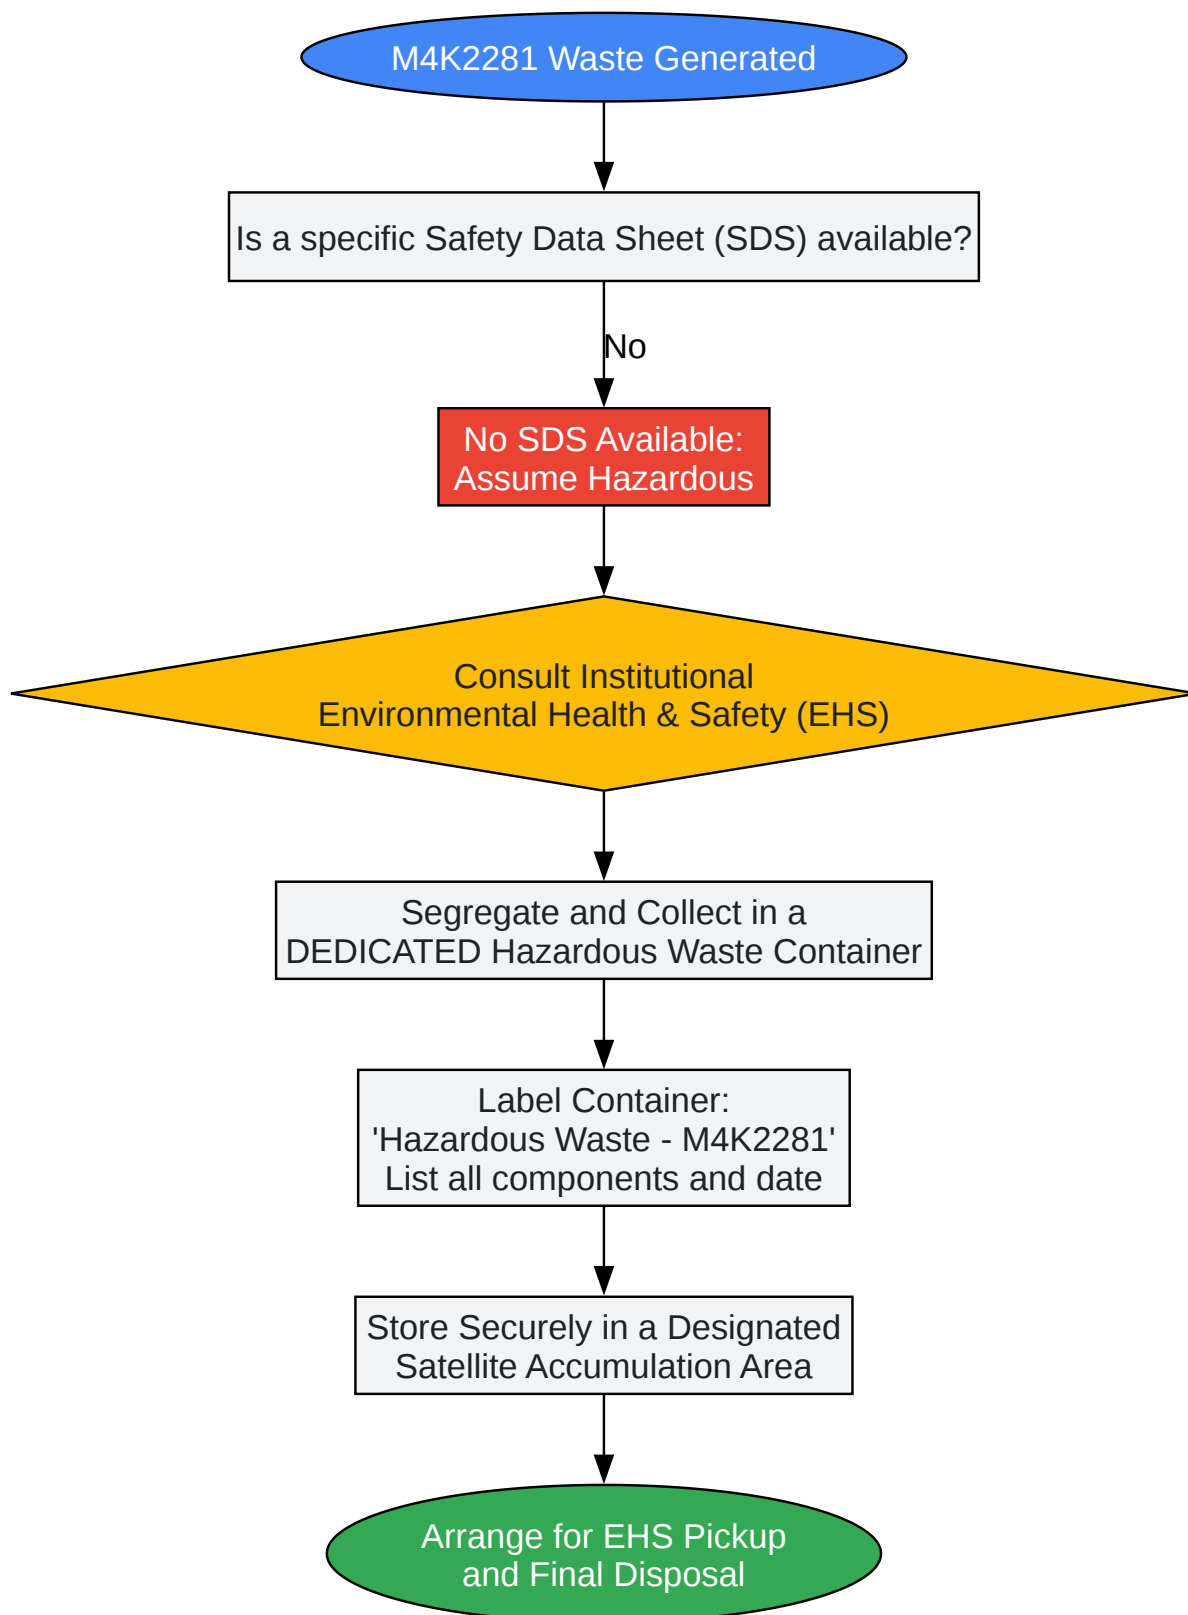 M4K2281 Waste Generated
Is a specific Safety Data Sheet (SDS) available?
No
No SDS Available:
Assume Hazardous
Consult Institutional
Environmental Health & Safety (EHS)
Segregate and Collect in a
DEDICATED Hazardous Waste Container
Label Container:
'Hazardous Waste - M4K2281'
List all components and date
Store Securely in a Designated
Satellite Accumulation Area
Arrange for EHS Pickup
and Final Disposal